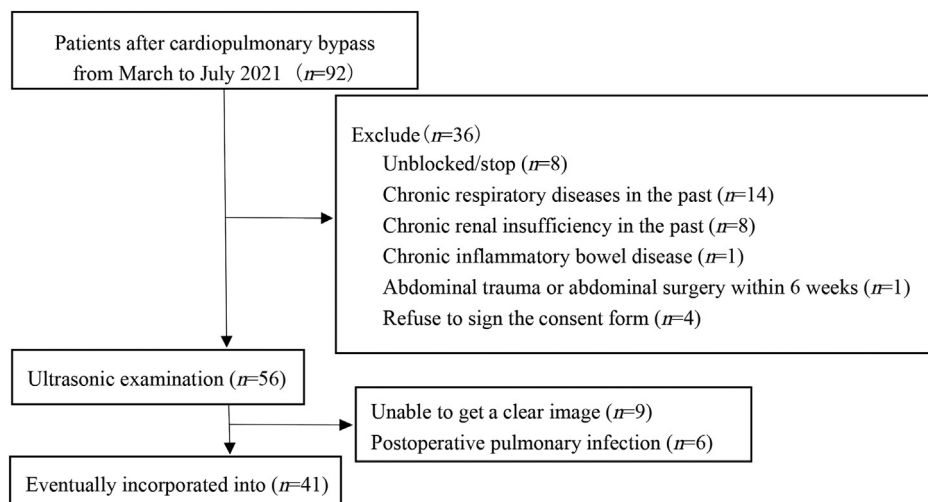 Patients after cardiopulmonary bypass
from March to July 2021 （n=92）
Exclude（n=36）
Unblocked/stop (n=8)
Chronic respiratory diseases in the past (n=14)
Chronic renal insufficiency in the past (n=8)
Chronic inflammatory bowel disease (n=1)
Abdominal trauma or abdominal surgery within 6 weeks (n=1)
Refuse to sign the consent form (n=4)
Ultrasonic examination (n=56)
Unable to get a clear image (n=9)
Postoperative pulmonary infection (n=6)
Eventually incorporated into (n=41)